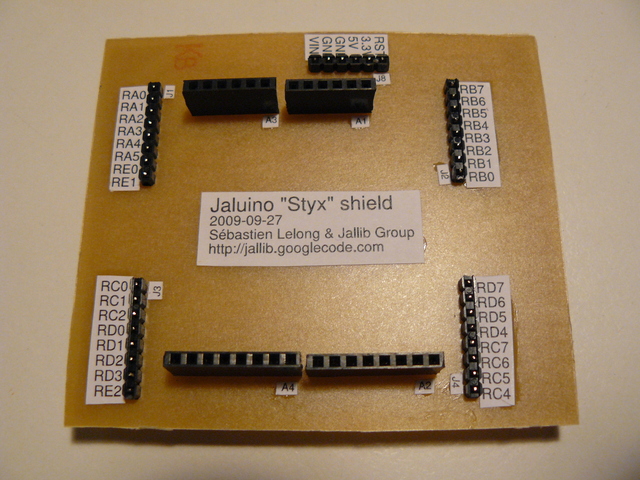 K8
VIN
GND
GND
5V
3.3V
RST
J8
RA0
RA1
RA2
RA3
RA4
RA5
RE0
RE1
J1
A3
A1
RB7
RB6
RB5
RB4
RB3
RB2
RB1
RB0
J2
Jaluino "Styx" shield
2009-09-27
Sébastien Lelong & Jallib Group
http://jallib.googlecode.com
RC0
RC1
RC2
RD0
RD1
RD2
RD3
RE2
J3
A4
A2
RD7
RD6
RD5
RD4
RC7
RC6
RC5
RC4
J4